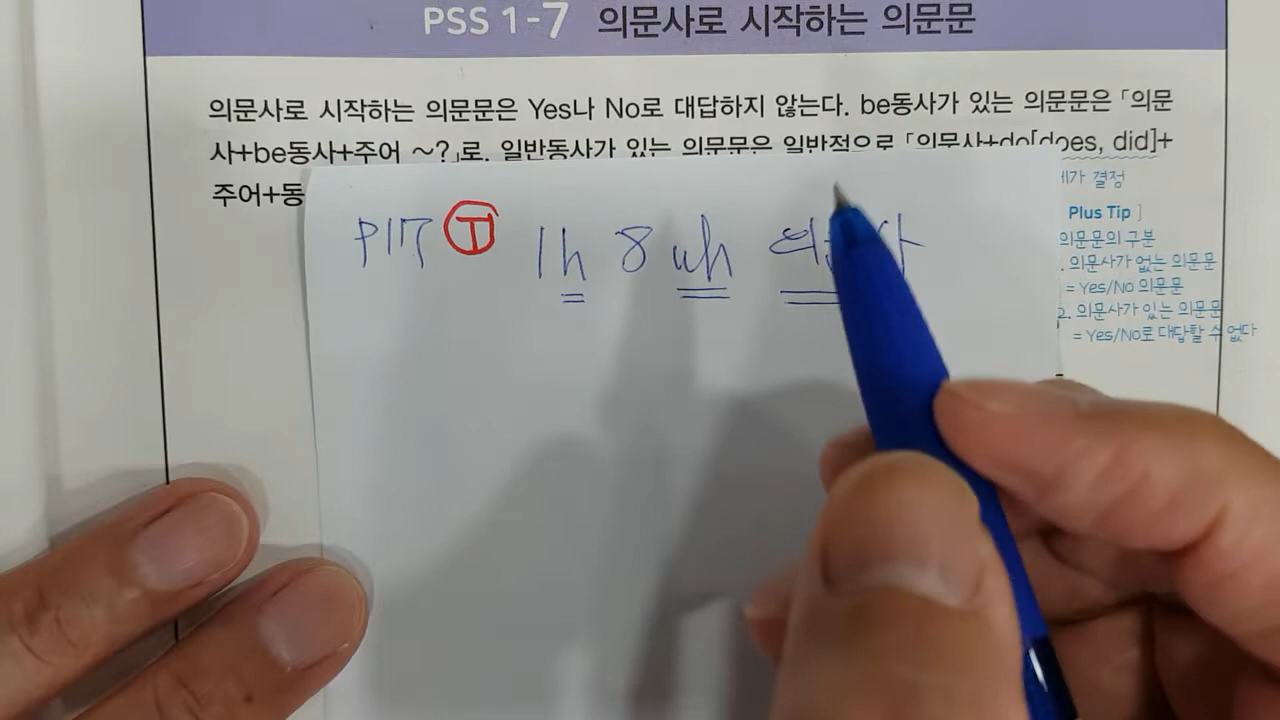 PSS 1-7 의문사로 시작하는 의문문
의문사로 시작하는 의문문은 Yes나 No로 대답하지 않는다. be동사가 있는 의문문은 「의문
사+be동사+주어 ~?」로, 일반동사가 있는 의문문은 일반적으로 「의문사+do[does, did]+
주어+동
가 결정
Plus Tip ]
의문문의 구분
. 의문사가 없는 의문문
= Yes/No 의문문
2. 의문사가 있는 의문문
= Yes/No로 대답할 수 없다
P17 T 1h 8 wh